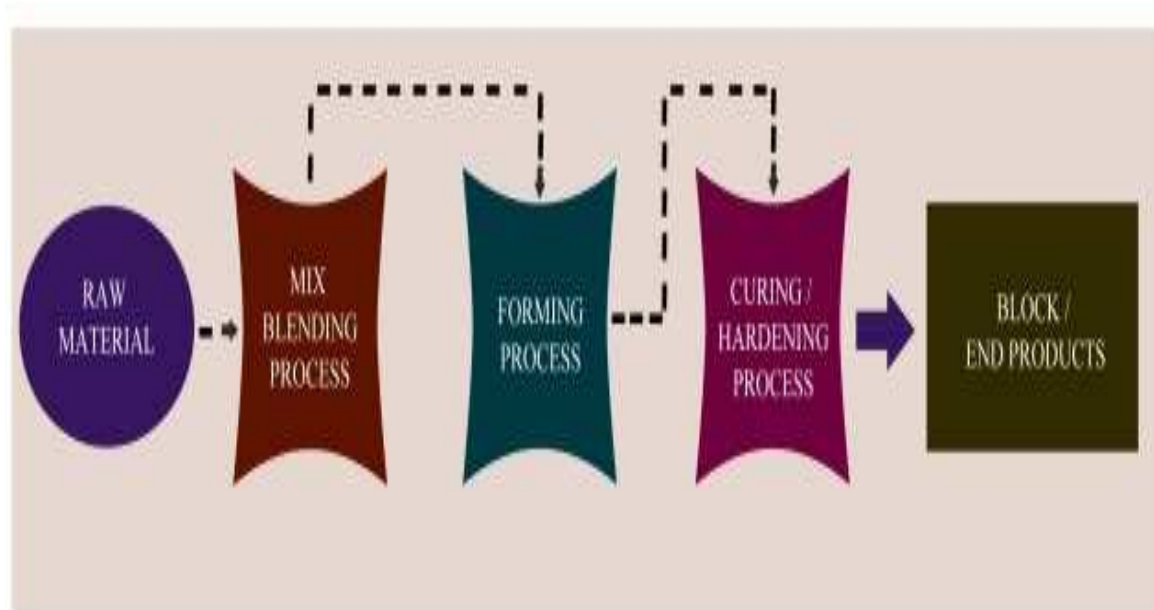 RAW
MATERIAL
MIX
BLENDING
PROCESS
FORMING
PROCESS
CURING /
HARDENING
PROCESS
BLOCK /
END PRODUCTS